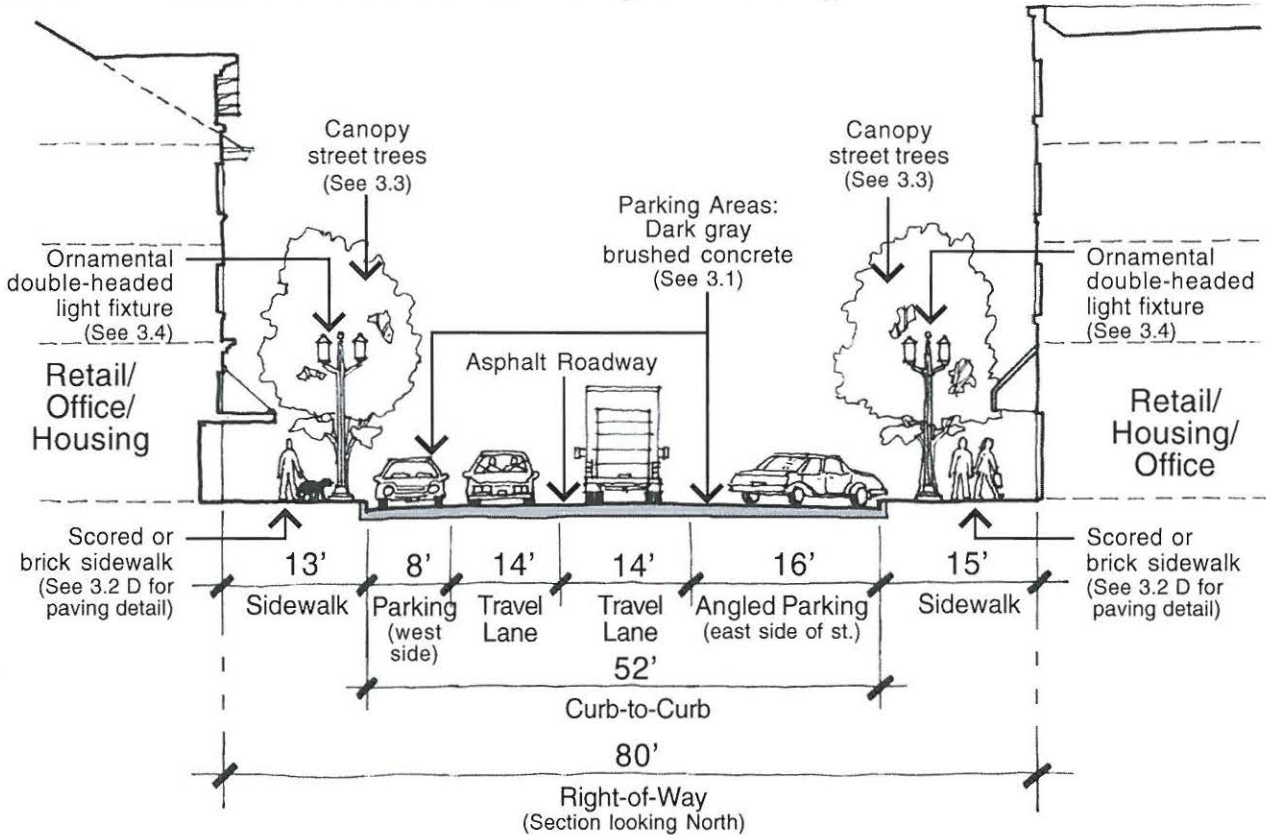 Canopy
street trees
(See 3.3)
Canopy
street trees
(See 3.3)
Parking Areas:
Dark gray
brushed concrete
(See 3.1)
Ornamental
double-headed
light fixture
(See 3.4)
Ornamental
double-headed
light fixture
(See 3.4)
Asphalt Roadway
Retail/
Office/
Housing
Retail/
Housing/
Office
Scored or
brick sidewalk
(See 3.2 D for
paving detail)
13'
Sidewalk
8'
Parking
(west
side)
14'
Travel
Lane
14'
Travel
Lane
16'
Angled Parking
(east side of st.)
15'
Sidewalk
Scored or
brick sidewalk
(See 3.2 D for
paving detail)
52'
Curb-to-Curb
80'
Right-of-Way
(Section looking North)